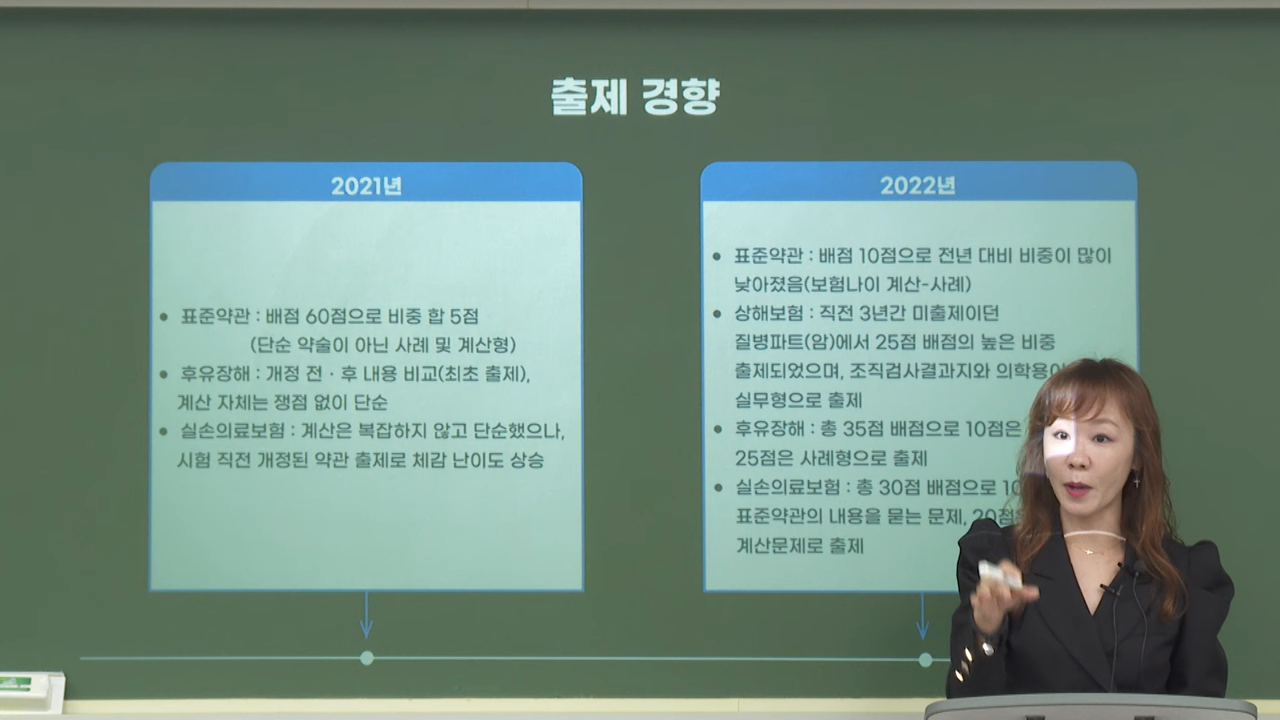 출제 경향
2021년
• 표준약관 : 배점 60점으로 비중 합 5점
(단순 약술이 아닌 사례 및 계산형)
• 후유장해 : 개정 전 · 후 내용 비교(최초 출제),
계산 자체는 쟁점 없이 단순
• 실손의료보험 : 계산은 복잡하지 않고 단순했으나,
시험 직전 개정된 약관 출제로 체감 난이도 상승
2022년
• 표준약관 : 배점 10점으로 전년 대비 비중이 많이
낮아졌음(보험나이 계산-사례)
• 상해보험 : 직전 3년간 미출제이던
질병파트(암)에서 25점 배점의 높은 비중
출제되었으며, 조직검사결과지와
실무형으로 출제
• 후유장해 : 총 35점 배점으로 10점은
25점은 사례형으로 출제
• 실손의료보험 : 총 30점 배점으로
표준약관의 내용을 묻는 문제,
계산문제로 출제